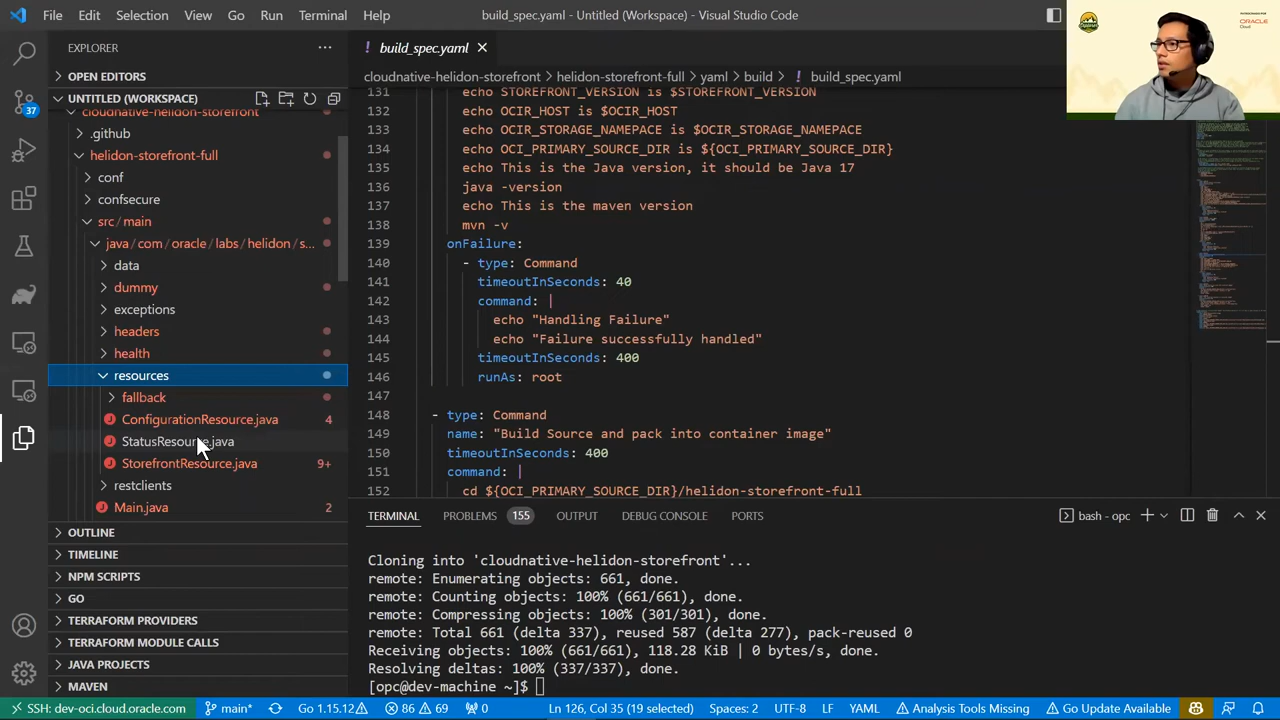 File Edit Selection View Go Run Terminal Help
build_spec.yaml - Untitled (Workspace) - Visual Studio Code
EXPLORER
OPEN EDITORS
UNTITLED (WORKSPACE)
cloudnative-helidon-storefront
.github
helidon-storefront-full
conf
confsecure
src / main
java / com / oracle / labs / helidon / s...
data
dummy
exceptions
headers
health
resources
fallback
ConfigurationResource.java 4
StatusResource.java
StorefrontResource.java 9+
restclients
Main.java 2
OUTLINE
TIMELINE
NPM SCRIPTS
GO
TERRAFORM PROVIDERS
TERRAFORM MODULE CALLS
JAVA PROJECTS
MAVEN
37
! build_spec.yaml
cloudnative-helidon-storefront > helidon-storefront-full > yaml > build > ! build_spec.yaml
131 echo STOREFRONT_VERSION is $STOREFRONT_VERSION
132 echo OCIR_HOST is $OCIR_HOST
133 echo OCIR_STORAGE_NAMEPACE is $OCIR_STORAGE_NAMEPACE
134 echo OCI_PRIMARY_SOURCE_DIR is ${OCI_PRIMARY_SOURCE_DIR}
135 echo This is the Java version, it should be Java 17
136 java -version
137 echo This is the maven version
138 mvn -v
139 onFailure:
140 - type: Command
141 timeoutInSeconds: 40
142 command: |
143 echo "Handling Failure"
144 echo "Failure successfully handled"
145 timeoutInSeconds: 400
146 runAs: root
147
148 - type: Command
149 name: "Build Source and pack into container image"
150 timeoutInSeconds: 400
151 command: |
152 cd ${OCI_PRIMARY_SOURCE_DIR}/helidon-storefront-full
TERMINAL PROBLEMS 155 OUTPUT DEBUG CONSOLE PORTS
bash - opc
Cloning into 'cloudnative-helidon-storefront'...
remote: Enumerating objects: 661, done.
remote: Counting objects: 100% (661/661), done.
remote: Compressing objects: 100% (301/301), done.
remote: Total 661 (delta 337), reused 587 (delta 277), pack-reused 0
Receiving objects: 100% (661/661), 118.28 KiB | 0 bytes/s, done.
Resolving deltas: 100% (337/337), done.
[opc@dev-machine ~]$
SSH: dev-oci.cloud.oracle.com main* Go 1.15.12 86 69 0 Ln 126, Col 35 (19 selected) Spaces: 2 UTF-8 LF YAML Analysis Tools Missing Go Update Available
ORACLE
Cloud